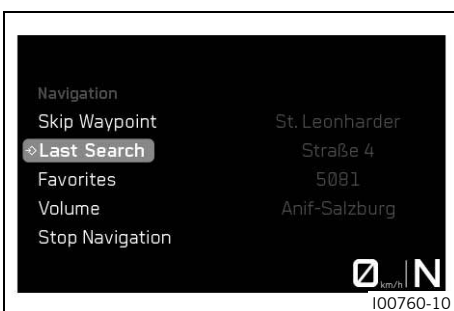 Navigation
Skip Waypoint
Last Search
Favorites
Volume
Stop Navigation
St. Leonharder
Straße 4
5081
Anif-Salzburg
0 km/h N
I00760-10